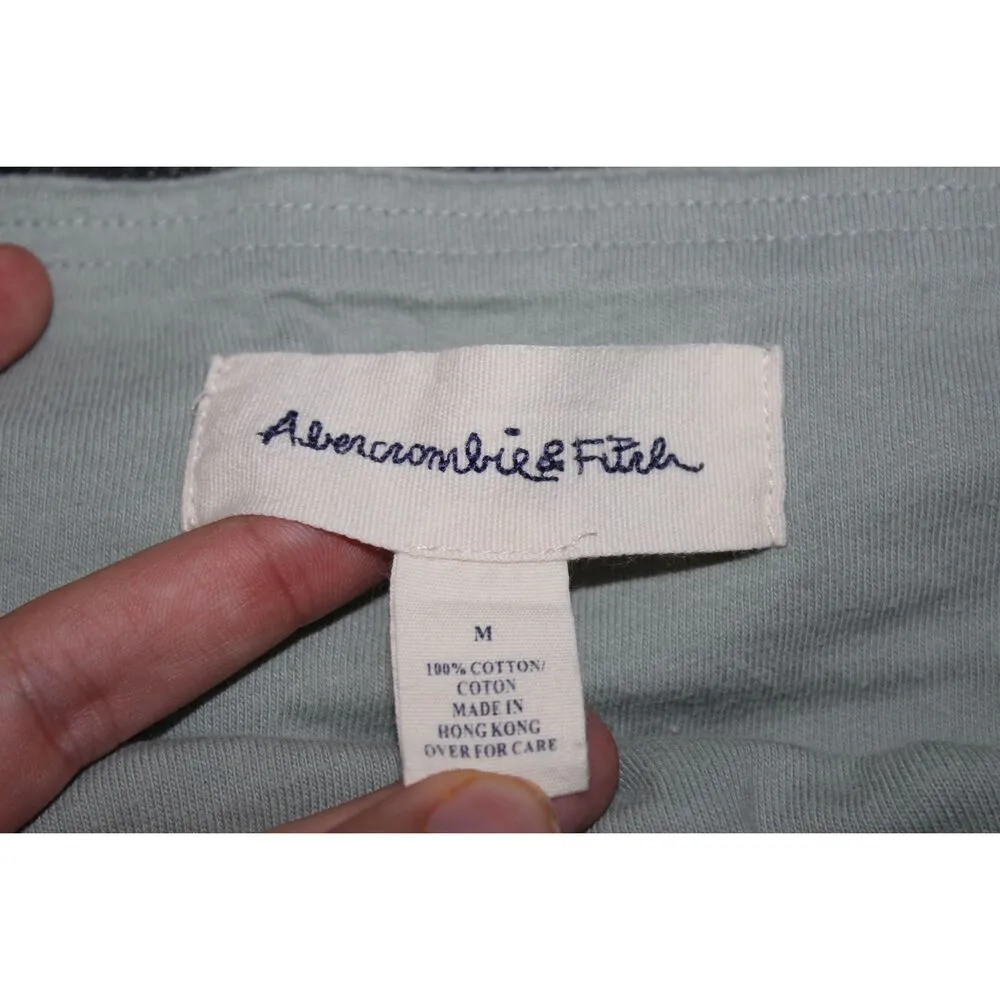 Abercrombie & Fitch
M
100% COTTON/
COTON
MADE IN
HONG KONG
OVER FOR CARE